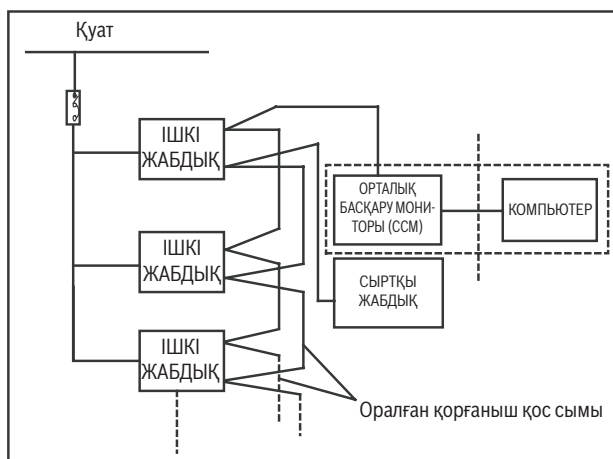 Қуат
ІШКІ
ЖАБДЫҚ
ОРТАЛЫҚ
БАСҚАРУ МОНИ-
ТОРЫ (CCM)
КОМПЬЮТЕР
ІШКІ
ЖАБДЫҚ
СЫРТҚЫ
ЖАБДЫҚ
ІШКІ
ЖАБДЫҚ
Оралған қорғаныш қос сымы